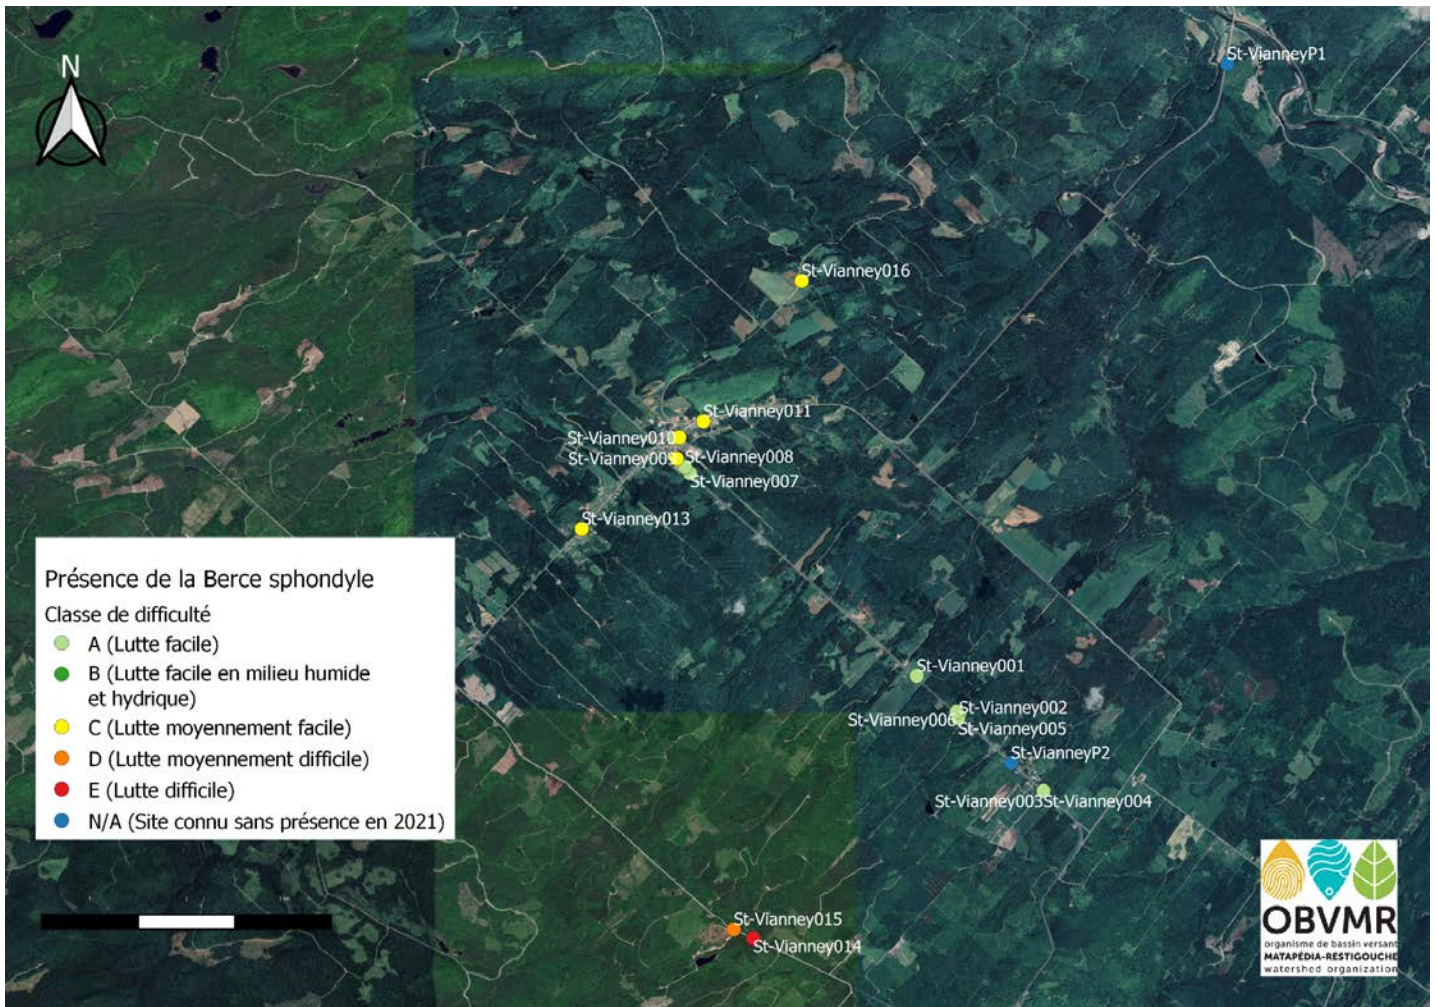 N
St-VianneyP1
St-Vianney016
St-Vianney011
St-Vianney010
St-Vianney009
St-Vianney008
St-Vianney007
St-Vianney013
Présence de la Berce sphondyle
Classe de difficulté
A (Lutte facile)
B (Lutte facile en milieu humide
et hydrique)
C (Lutte moyennement facile)
D (Lutte moyennement difficile)
E (Lutte difficile)
N/A (Site connu sans présence en 2021)
St-Vianney001
St-Vianney002
St-Vianney006
St-Vianney005
St-VianneyP2
St-Vianney003
St-Vianney004
St-Vianney015
St-Vianney014
OBVMR
organisme de bassin versant
MATAPÉDIA-RESTIGOUCHE
watershed organization